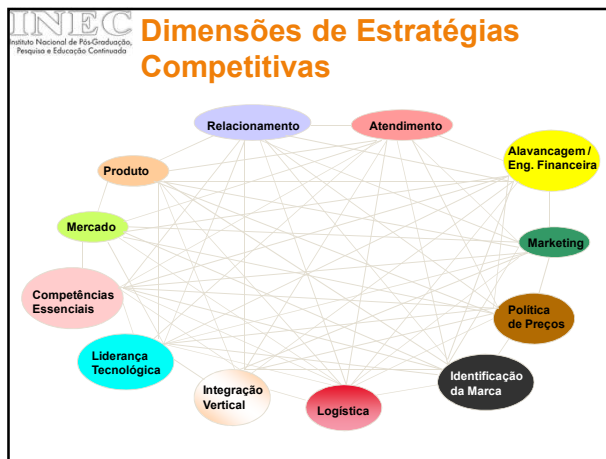 INEC
Instituto Nacional de Pós-Graduação,
Pesquisa e Educação Continuada
Dimensões de Estratégias
Competitivas
Relacionamento
Atendimento
Alavancagem /
Eng. Financeira
Produto
Mercado
Marketing
Competências
Essenciais
Política
de Preços
Liderança
Tecnológica
Identificação
da Marca
Integração
Vertical
Logística